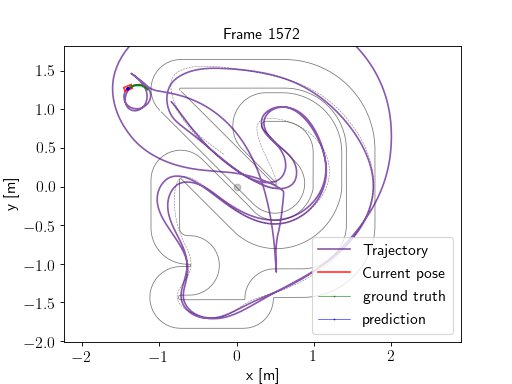 Frame 1572
y [m]
1.5
1.0
0.5
0.0
−0.5
−1.0
−1.5
−2.0
Trajectory
Current pose
ground truth
prediction
−2 −1 0 1 2
x [m]